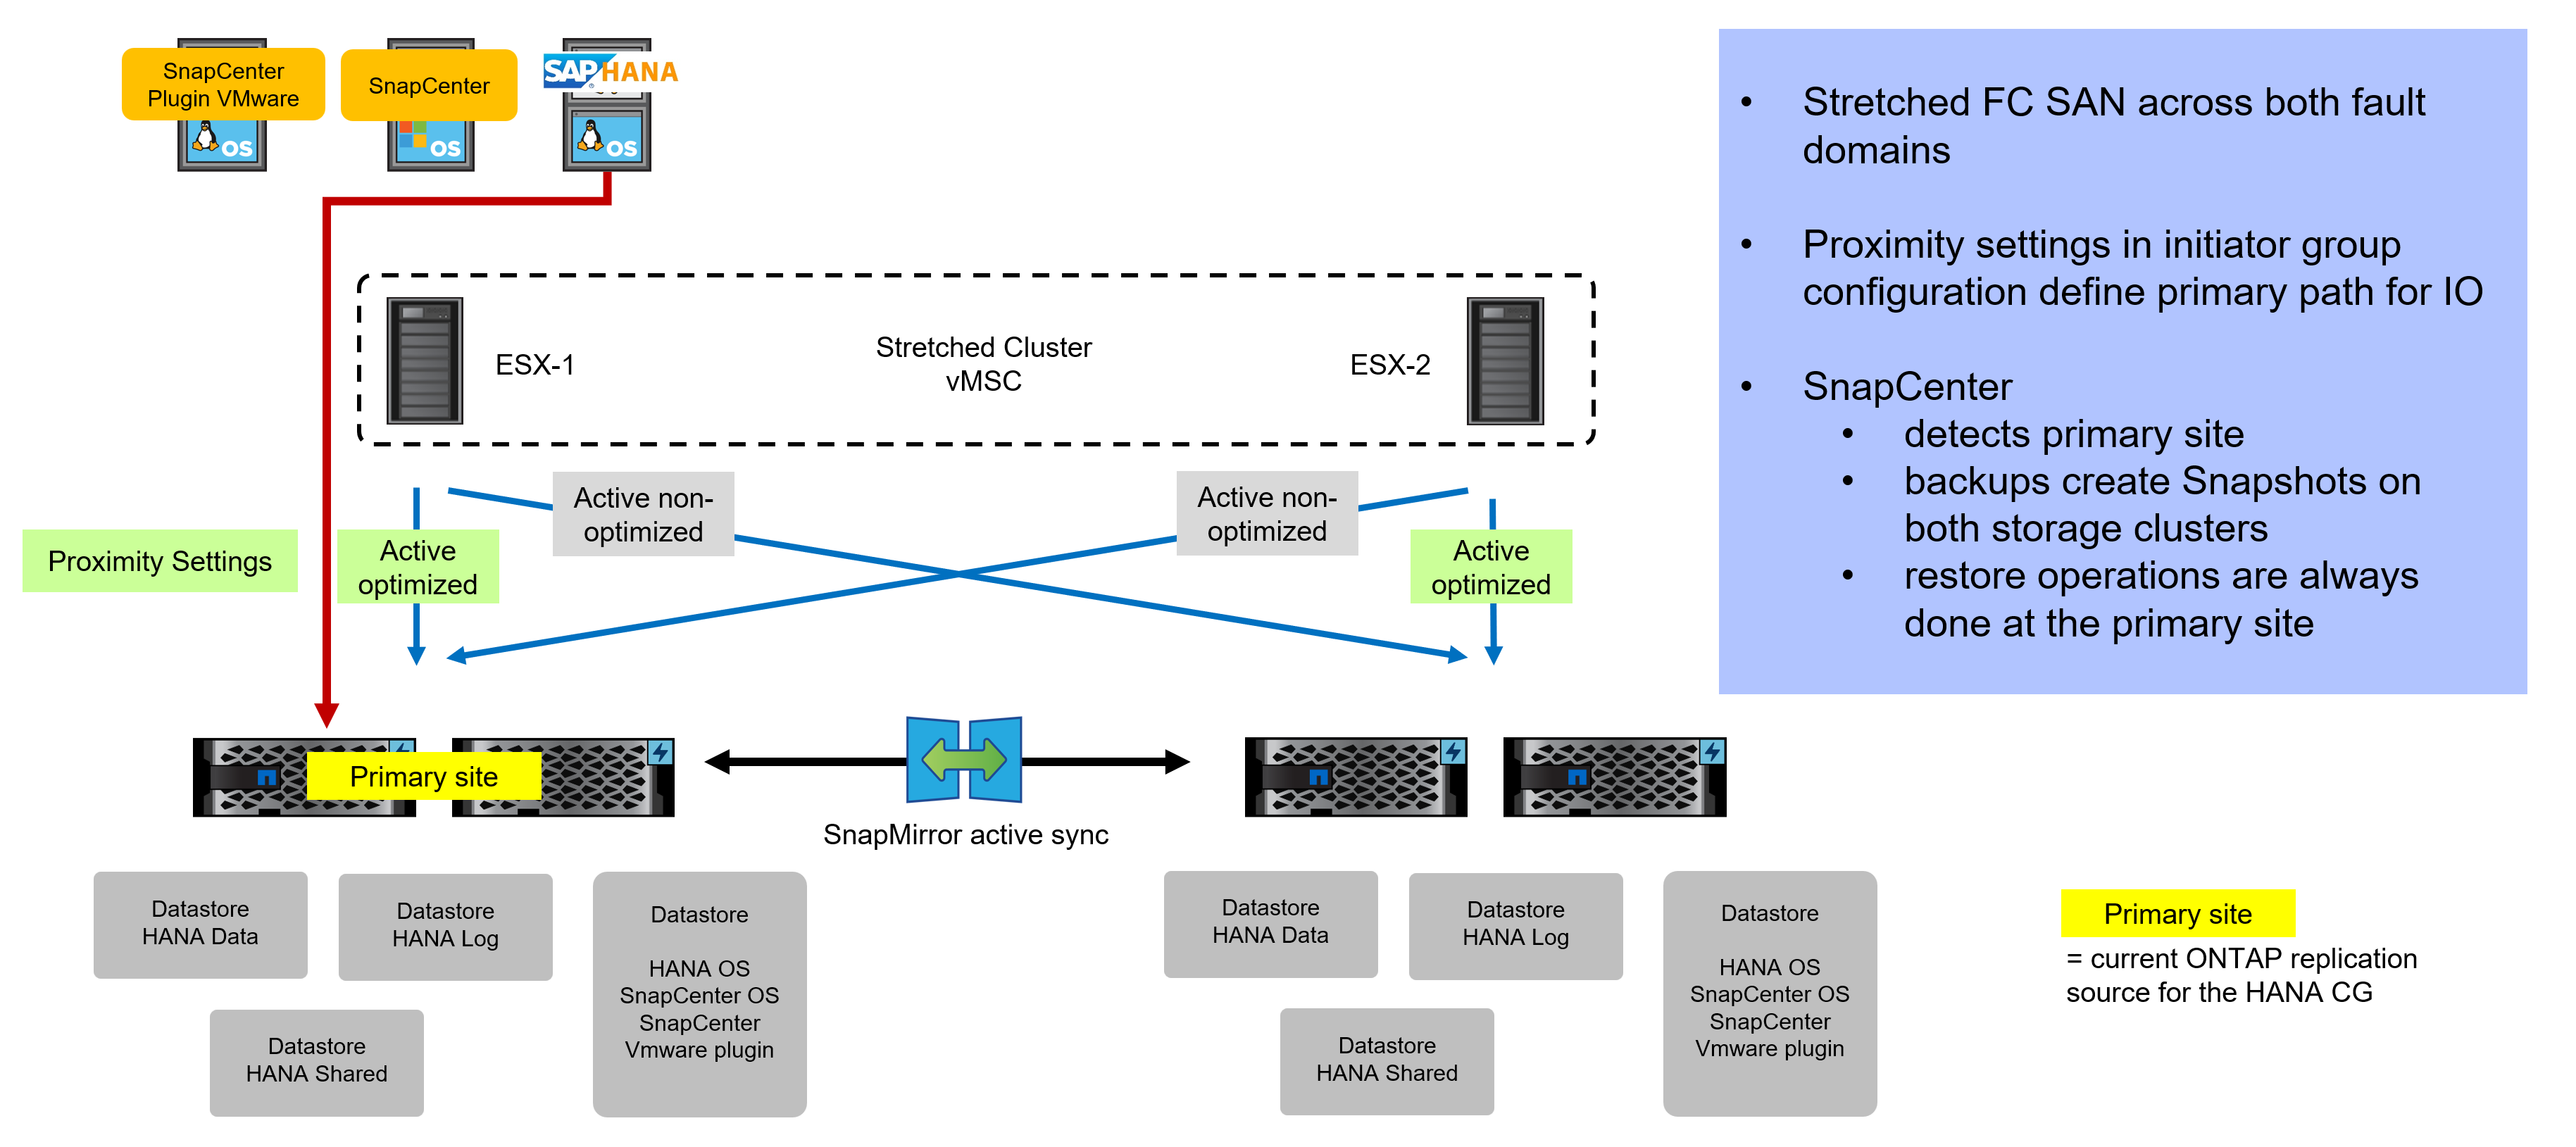 SnapCenter
Plugin VMware
SnapCenter
SAP HANA
®
OS
OS
OS
ESX-1
Stretched Cluster
vMSC
ESX-2
Active non-
optimized
Active non-
optimized
Proximity Settings
Active
optimized
Active
optimized
Primary site
SnapMirror active sync
Datastore
HANA Data
Datastore
HANA Log
Datastore
HANA OS
SnapCenter OS
SnapCenter
Vmware plugin
Datastore
HANA Shared
Datastore
HANA Data
Datastore
HANA Log
Datastore
HANA OS
SnapCenter OS
SnapCenter
Vmware plugin
Datastore
HANA Shared
• Stretched FC SAN across both fault
domains
• Proximity settings in initiator group
configuration define primary path for IO
• SnapCenter
• detects primary site
• backups create Snapshots on
both storage clusters
• restore operations are always
done at the primary site
Primary site
= current ONTAP replication
source for the HANA CG